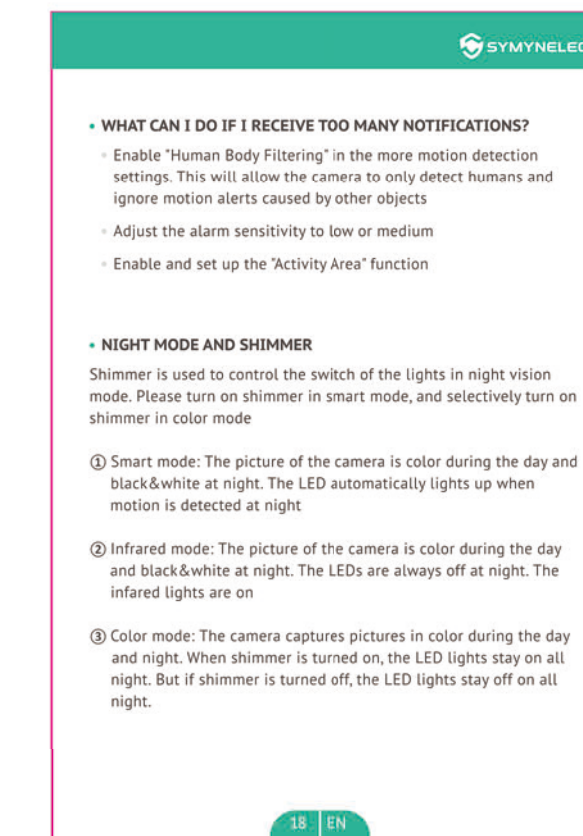 SYMYNELEC
• WHAT CAN I DO IF I RECEIVE TOO MANY NOTIFICATIONS?
◦ Enable "Human Body Filtering" in the more motion detection
settings. This will allow the camera to only detect humans and
ignore motion alerts caused by other objects
◦ Adjust the alarm sensitivity to low or medium
◦ Enable and set up the "Activity Area" function
• NIGHT MODE AND SHIMMER
Shimmer is used to control the switch of the lights in night vision
mode. Please turn on shimmer in smart mode, and selectively turn on
shimmer in color mode
① Smart mode: The picture of the camera is color during the day and
black&white at night. The LED automatically lights up when
motion is detected at night
② Infrared mode: The picture of the camera is color during the day
and black&white at night. The LEDs are always off at night. The
infared lights are on
③ Color mode: The camera captures pictures in color during the day
and night. When shimmer is turned on, the LED lights stay on all
night. But if shimmer is turned off, the LED lights stay off on all
night.
18 EN